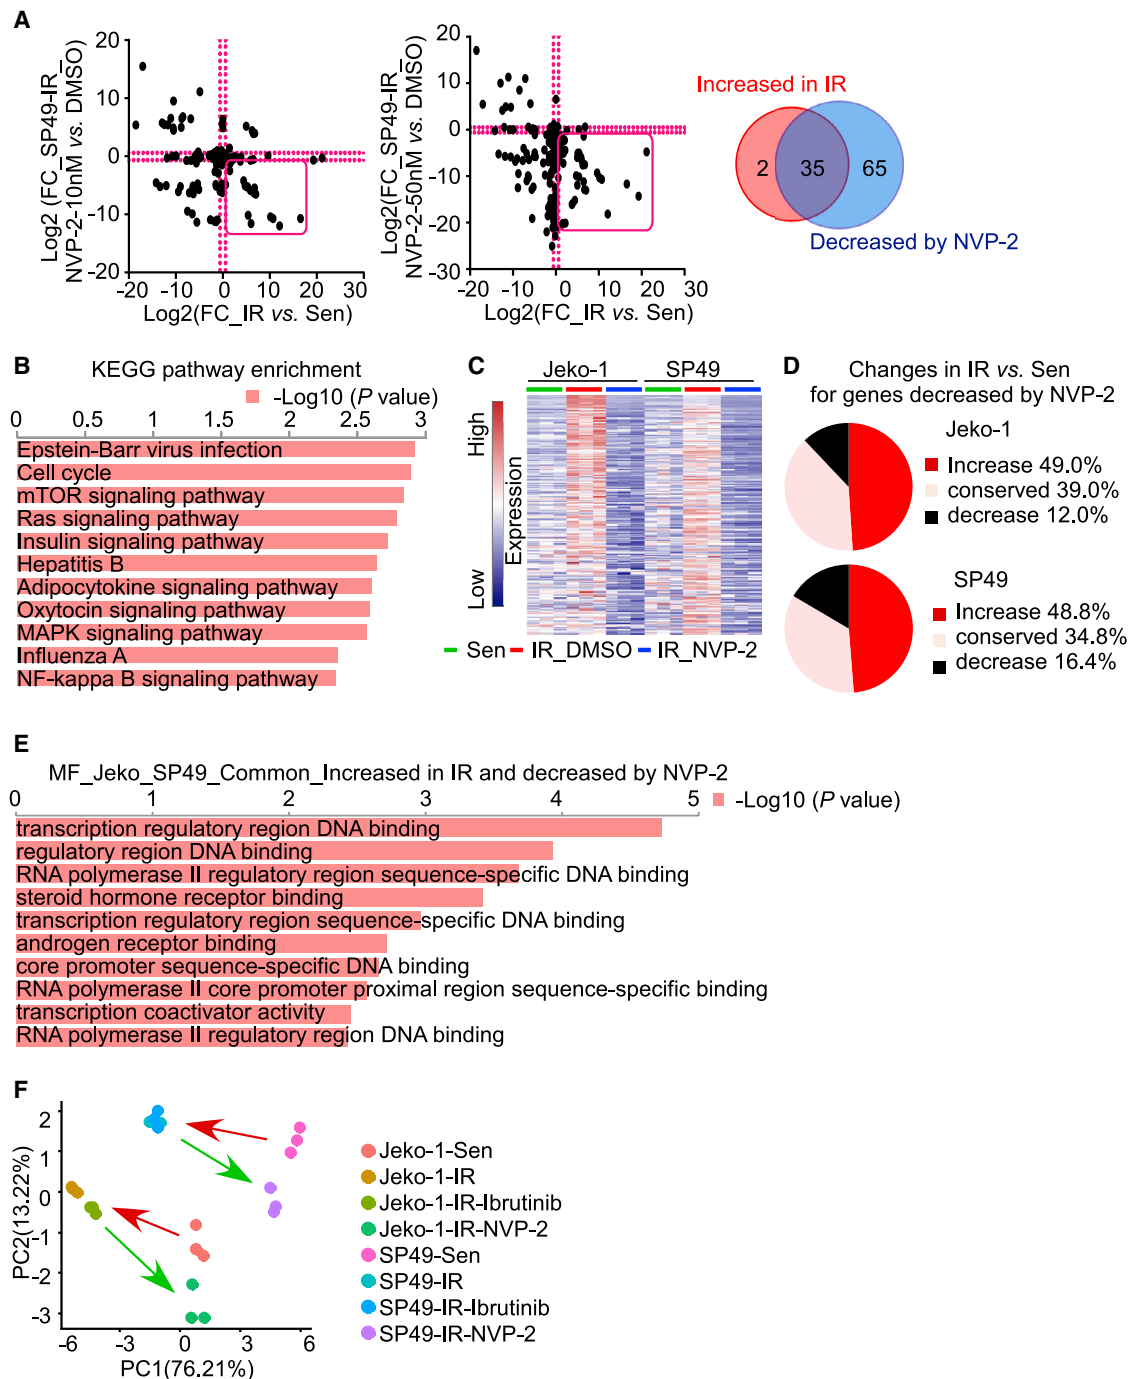 A
Log2 (FC_SP49-IR_
NVP-2-10nM vs. DMSO)
20
10
0
-10
-20
-20 -10 0 10 20 30
Log2(FC_IR vs. Sen)
Log2(FC_SP49-IR_
NVP-2-50nM vs. DMSO)
20
10
0
-10
-20
-30
-20 -10 0 10 20 30
Log2(FC_IR vs. Sen)
Increased in IR
2 35 65
Decreased by NVP-2
B
KEGG pathway enrichment
-Log10 (P value)
0 0.5 1 1.5 2 2.5 3
Epstein-Barr virus infection
Cell cycle
mTOR signaling pathway
Ras signaling pathway
Insulin signaling pathway
Hepatitis B
Adipocytokine signaling pathway
Oxytocin signaling pathway
MAPK signaling pathway
Influenza A
NF-kappa B signaling pathway
C
Jeko-1 SP49
High
Low
Expression
Sen IR_DMSO IR_NVP-2
D
Changes in IR vs. Sen
for genes decreased by NVP-2
Jeko-1
Increase 49.0%
conserved 39.0%
decrease 12.0%
SP49
Increase 48.8%
conserved 34.8%
decrease 16.4%
E
MF_Jeko_SP49_Common_Increased in IR and decreased by NVP-2
0 1 2 3 4 5
-Log10 (P value)
transcription regulatory region DNA binding
regulatory region DNA binding
RNA polymerase II regulatory region sequence-specific DNA binding
steroid hormone receptor binding
transcription regulatory region sequence-specific DNA binding
androgen receptor binding
core promoter sequence-specific DNA binding
RNA polymerase II core promoter proximal region sequence-specific binding
transcription coactivator activity
RNA polymerase II regulatory region DNA binding
F
PC2(13.22%)
2
1
0
-1
-2
-3
-6 -3 0 3 6
PC1(76.21%)
Jeko-1-Sen
Jeko-1-IR
Jeko-1-IR-Ibrutinib
Jeko-1-IR-NVP-2
SP49-Sen
SP49-IR
SP49-IR-Ibrutinib
SP49-IR-NVP-2